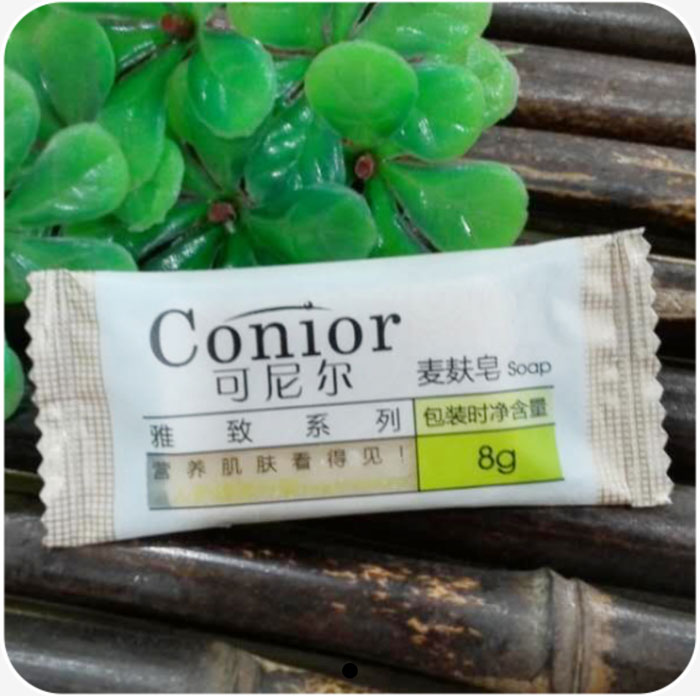 Conior
可尼尔
麦麸皂 Soap
雅致系列
包装时净含量
营养肌肤看得见！
8g